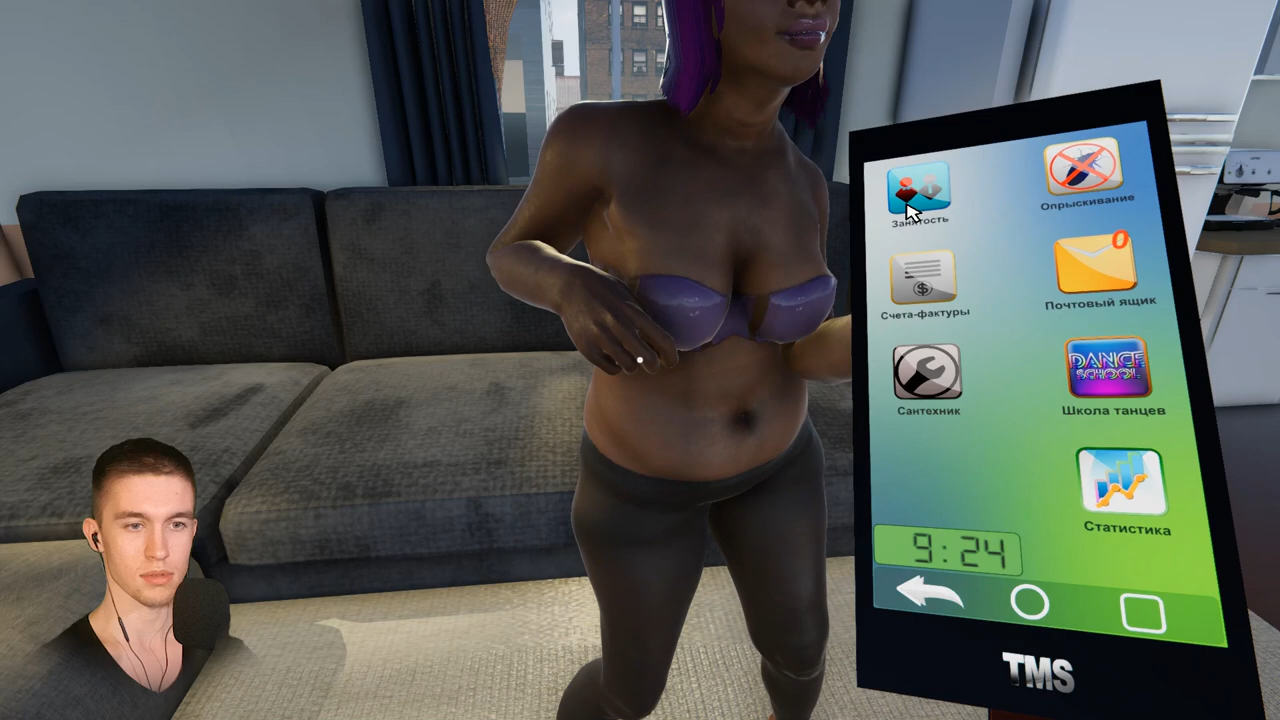 Занятость
Опрыскивание
Счета-фактуры
0
Почтовый ящик
Сантехник
DANCE
SCHOOL
Школа танцев
Статистика
9:24
TMS